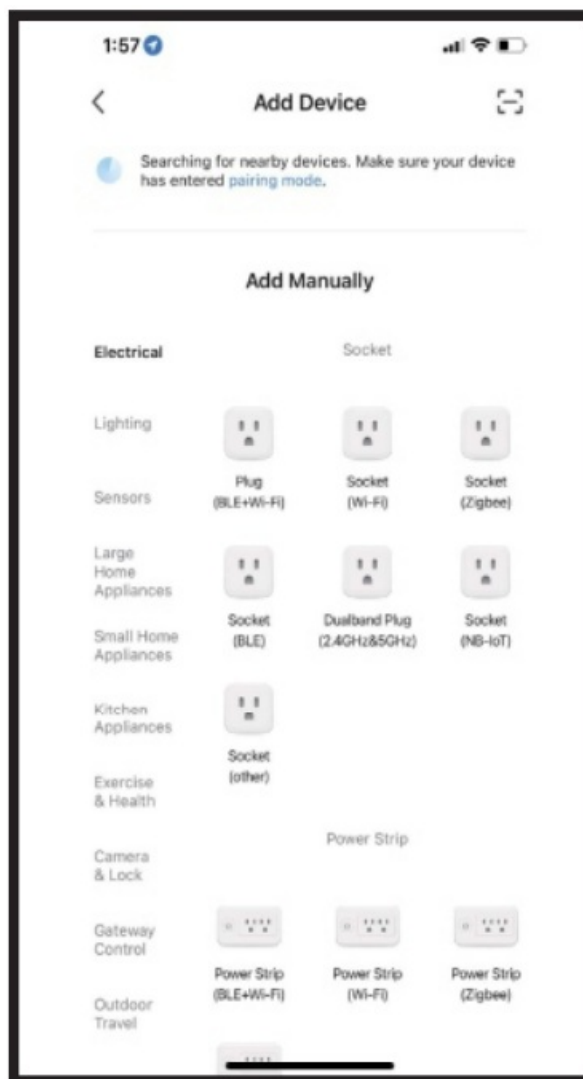 1:57
Add Device
Searching for nearby devices. Make sure your device
has entered pairing mode.
Add Manually
Electrical
Lighting
Sensors
Large
Home
Appliances
Small Home
Appliances
Kitchen
Appliances
Exercise
& Health
Camera
& Lock
Gateway
Control
Outdoor
Travel
Socket
Plug
(BLE+Wi-Fi)
Socket
(Wi-Fi)
Socket
(Zigbee)
Socket
(BLE)
Dualband Plug
(2.4GHz&5GHz)
Socket
(NB-IoT)
Socket
(other)
Power Strip
Power Strip
(BLE+Wi-Fi)
Power Strip
(Wi-Fi)
Power Strip
(Zigbee)